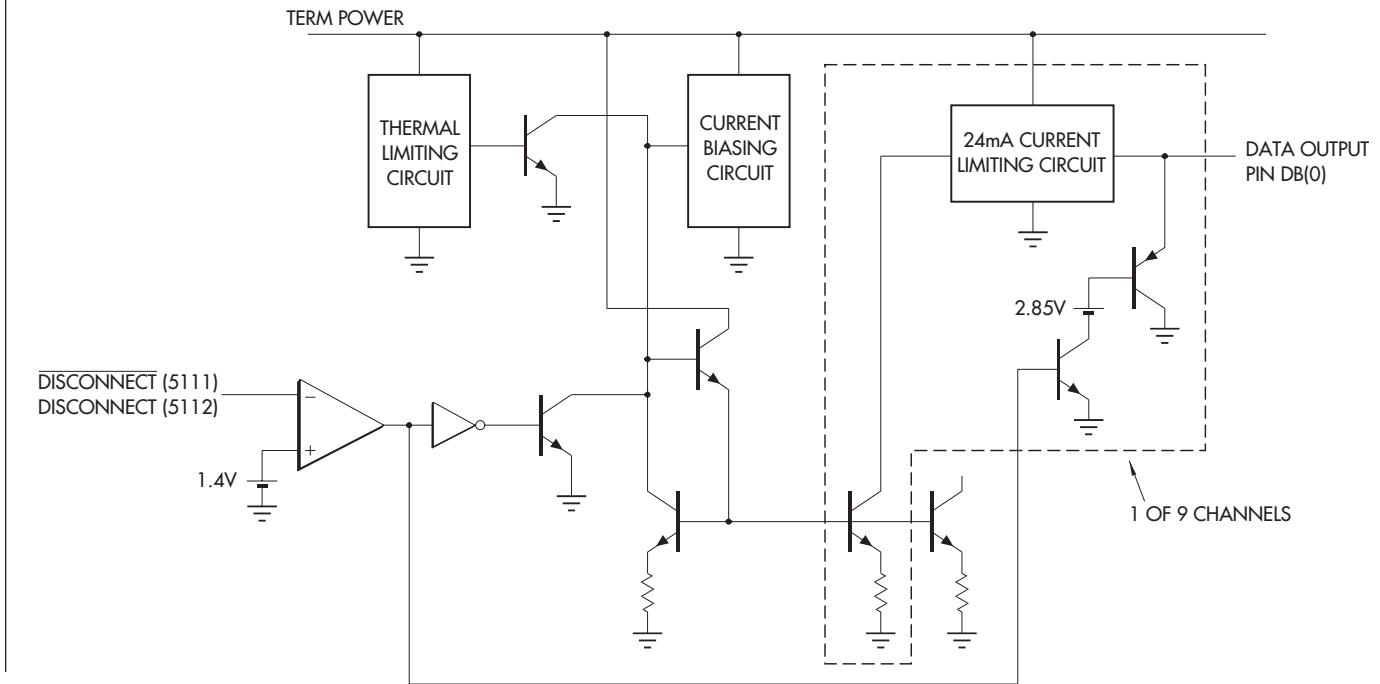 TERM POWER
THERMAL
LIMITING
CIRCUIT
CURRENT
BIASING
CIRCUIT
24mA CURRENT
LIMITING CIRCUIT
DATA OUTPUT
PIN DB(0)
2.85V
DISCONNECT (5111)
DISCONNECT (5112)
−
+
1.4V
1 OF 9 CHANNELS